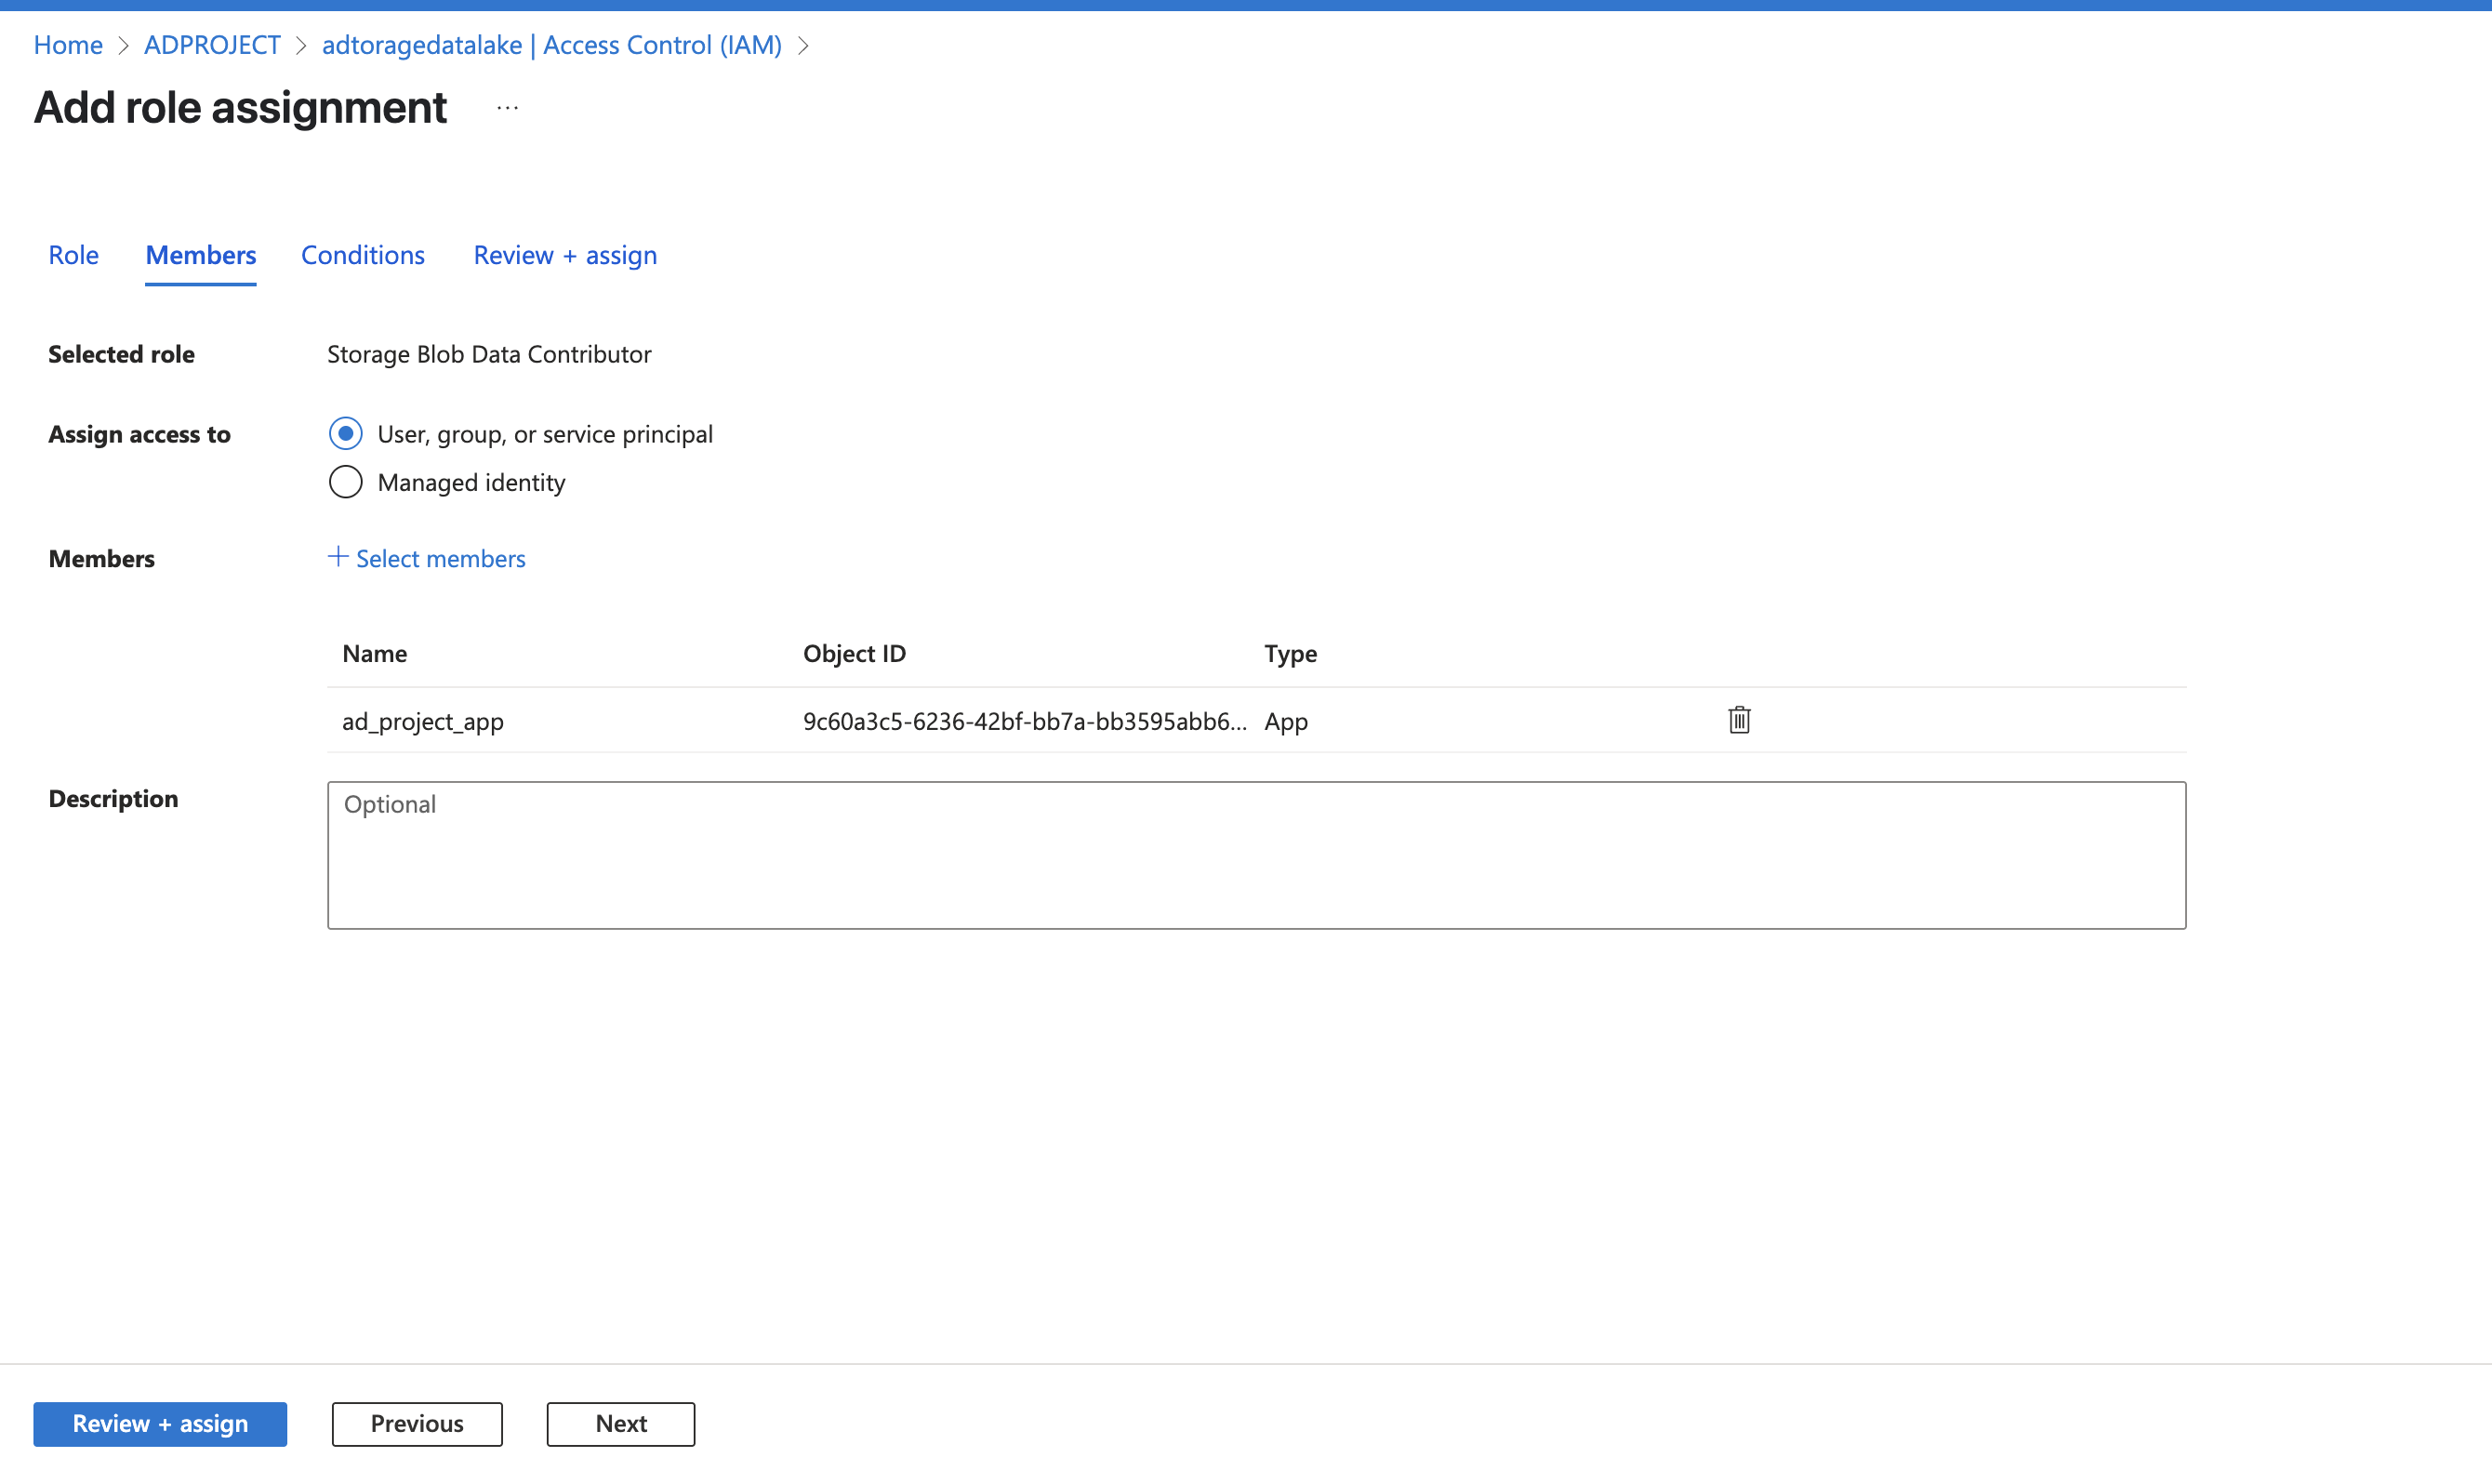 Home > ADPROJECT > adtoragedatalake | Access Control (IAM) >
Add role assignment ...
Role Members Conditions Review + assign
Selected role Storage Blob Data Contributor
Assign access to User, group, or service principal
Managed identity
Members + Select members
Name Object ID Type
ad_project_app 9c60a3c5-6236-42bf-bb7a-bb3595abb6... App
Description Optional
Review + assign Previous Next